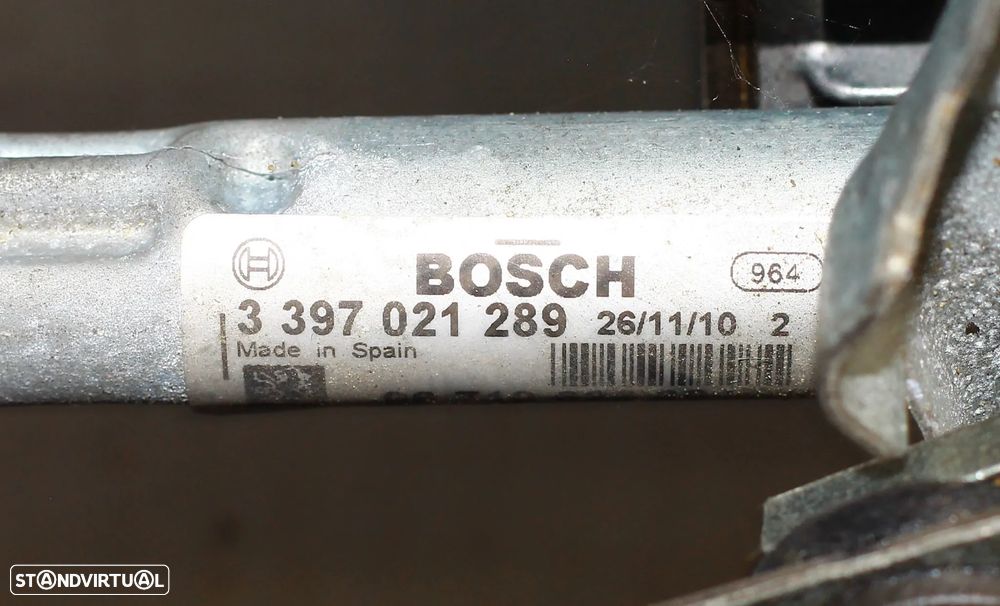 BOSCH
964
3 397 021 289 26/11/10 2
Made in Spain
STANDVIRTUAL